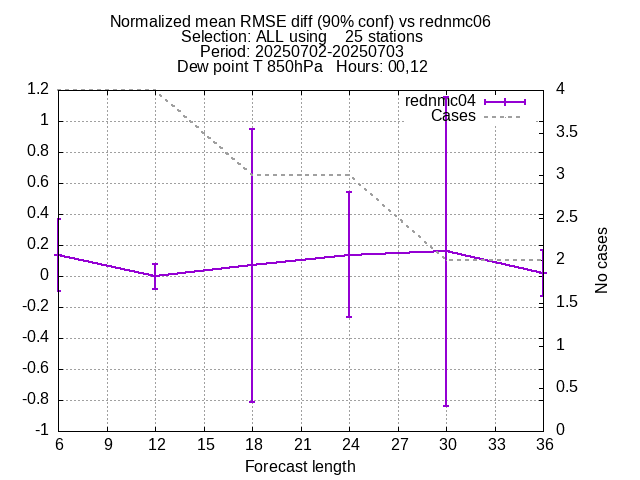 Normalized mean RMSE diff (90% conf) vs rednmc06
Selection: ALL using    25 stations
Period: 20250702-20250703
Dew point T 850hPa   Hours: 00,12
1.2
1
0.8
0.6
0.4
0.2
0
-0.2
-0.4
-0.6
-0.8
-1
rednmc04
Cases
4
3.5
3
2.5
2
1.5
1
0.5
0
No cases
6 9 12 15 18 21 24 27 30 33 36
Forecast length